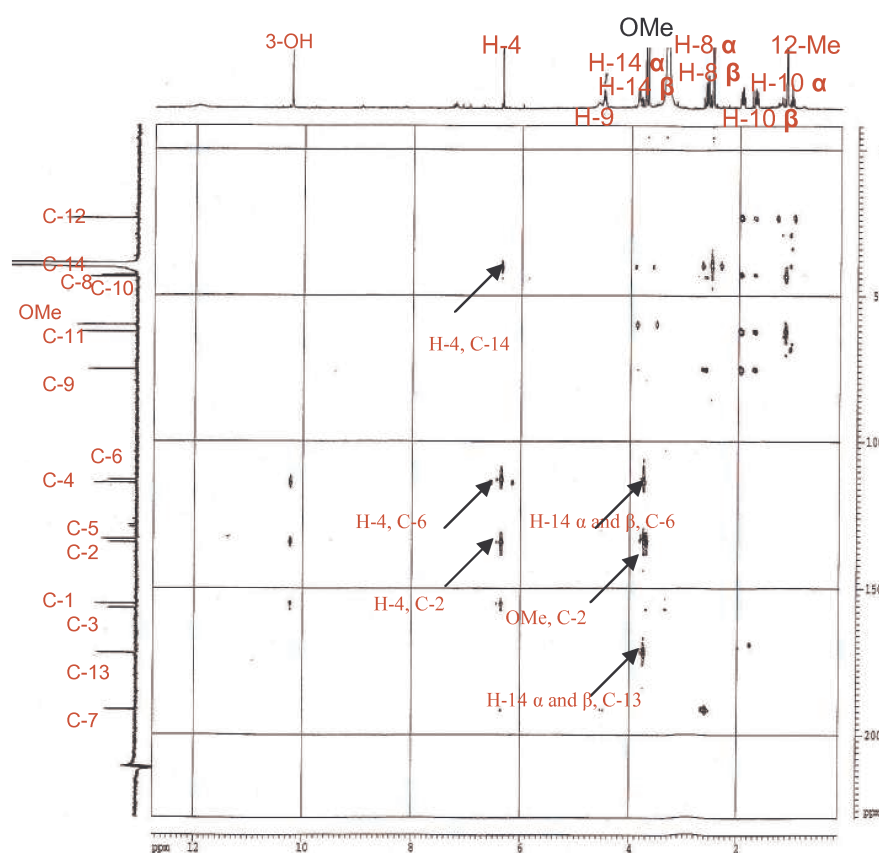 OMe
3-OH
H-4
H-8 α
12-Me
H-14 α
H-8 β
H-10 α
H-14 β
H-9
H-10 β
C-12
C-14
C-8
C-10
OMe
C-11
C-9
C-6
C-4
C-5
C-2
C-1
C-3
C-13
C-7
H-4, C-14
H-4, C-6
H-14 α and β, C-6
H-4, C-2
OMe, C-2
H-14 α and β, C-13
50
100
150
200
ppm
ppm
12
10
8
6
4
2